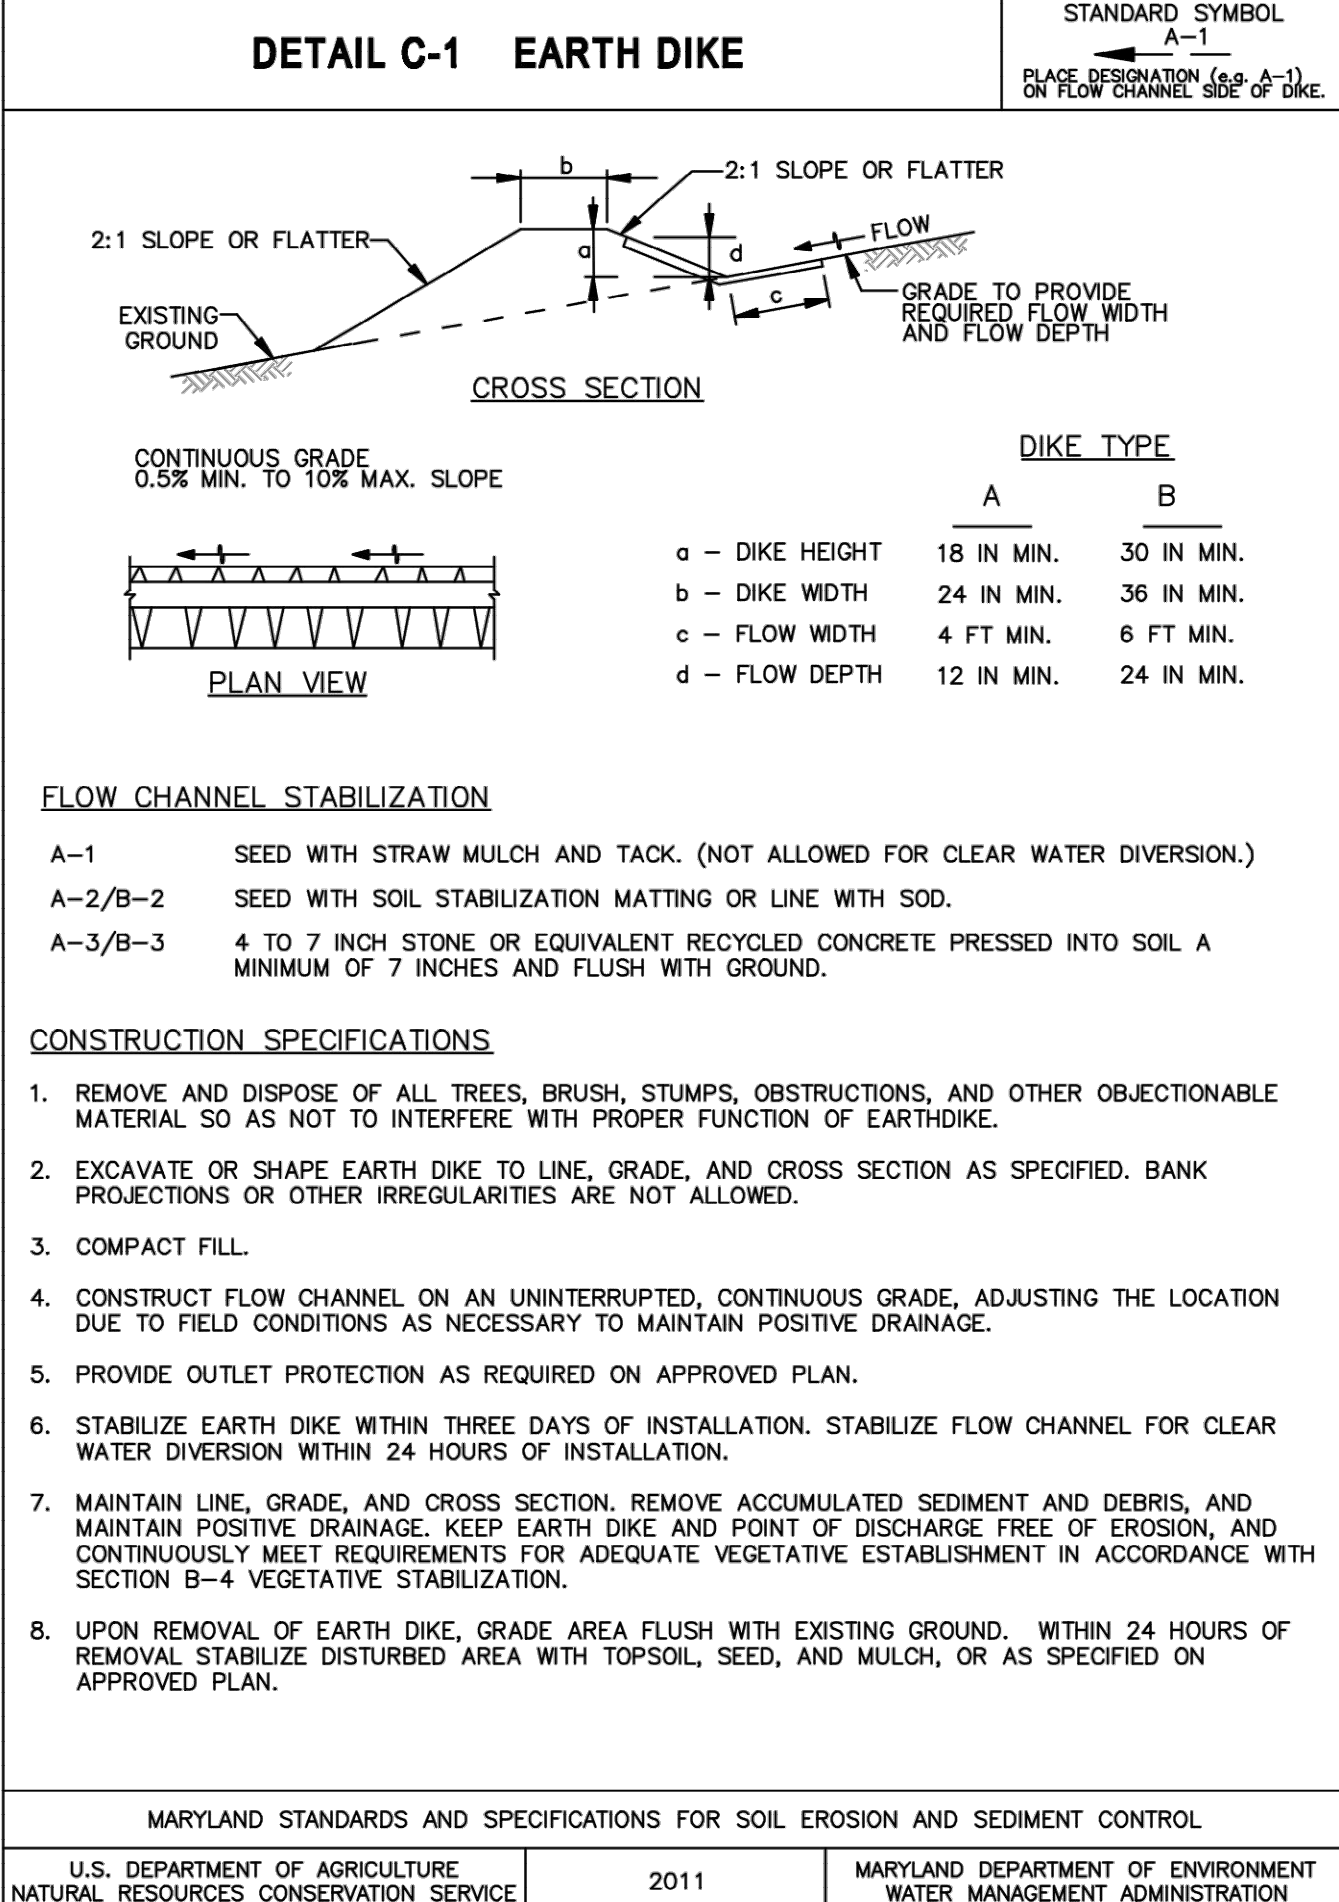 DETAIL C-1 EARTH DIKE
STANDARD SYMBOL
A-1
PLACE DESIGNATION (e.g. A-1)
ON FLOW CHANNEL SIDE OF DIKE.
b
2:1 SLOPE OR FLATTER
2:1 SLOPE OR FLATTER
a
d
FLOW
c
GRADE TO PROVIDE
REQUIRED FLOW WIDTH
AND FLOW DEPTH
EXISTING
GROUND
CROSS SECTION
CONTINUOUS GRADE
0.5% MIN. TO 10% MAX. SLOPE
PLAN VIEW
DIKE TYPE
A B
a - DIKE HEIGHT 18 IN MIN. 30 IN MIN.
b - DIKE WIDTH 24 IN MIN. 36 IN MIN.
c - FLOW WIDTH 4 FT MIN. 6 FT MIN.
d - FLOW DEPTH 12 IN MIN. 24 IN MIN.
FLOW CHANNEL STABILIZATION
A-1 SEED WITH STRAW MULCH AND TACK. (NOT ALLOWED FOR CLEAR WATER DIVERSION.)
A-2/B-2 SEED WITH SOIL STABILIZATION MATTING OR LINE WITH SOD.
A-3/B-3 4 TO 7 INCH STONE OR EQUIVALENT RECYCLED CONCRETE PRESSED INTO SOIL A
MINIMUM OF 7 INCHES AND FLUSH WITH GROUND.
CONSTRUCTION SPECIFICATIONS
1. REMOVE AND DISPOSE OF ALL TREES, BRUSH, STUMPS, OBSTRUCTIONS, AND OTHER OBJECTIONABLE
MATERIAL SO AS NOT TO INTERFERE WITH PROPER FUNCTION OF EARTHDIKE.
2. EXCAVATE OR SHAPE EARTH DIKE TO LINE, GRADE, AND CROSS SECTION AS SPECIFIED. BANK
PROJECTIONS OR OTHER IRREGULARITIES ARE NOT ALLOWED.
3. COMPACT FILL.
4. CONSTRUCT FLOW CHANNEL ON AN UNINTERRUPTED, CONTINUOUS GRADE, ADJUSTING THE LOCATION
DUE TO FIELD CONDITIONS AS NECESSARY TO MAINTAIN POSITIVE DRAINAGE.
5. PROVIDE OUTLET PROTECTION AS REQUIRED ON APPROVED PLAN.
6. STABILIZE EARTH DIKE WITHIN THREE DAYS OF INSTALLATION. STABILIZE FLOW CHANNEL FOR CLEAR
WATER DIVERSION WITHIN 24 HOURS OF INSTALLATION.
7. MAINTAIN LINE, GRADE, AND CROSS SECTION. REMOVE ACCUMULATED SEDIMENT AND DEBRIS, AND
MAINTAIN POSITIVE DRAINAGE. KEEP EARTH DIKE AND POINT OF DISCHARGE FREE OF EROSION, AND
CONTINUOUSLY MEET REQUIREMENTS FOR ADEQUATE VEGETATIVE ESTABLISHMENT IN ACCORDANCE WITH
SECTION B-4 VEGETATIVE STABILIZATION.
8. UPON REMOVAL OF EARTH DIKE, GRADE AREA FLUSH WITH EXISTING GROUND. WITHIN 24 HOURS OF
REMOVAL STABILIZE DISTURBED AREA WITH TOPSOIL, SEED, AND MULCH, OR AS SPECIFIED ON
APPROVED PLAN.
MARYLAND STANDARDS AND SPECIFICATIONS FOR SOIL EROSION AND SEDIMENT CONTROL
U.S. DEPARTMENT OF AGRICULTURE
NATURAL RESOURCES CONSERVATION SERVICE
2011
MARYLAND DEPARTMENT OF ENVIRONMENT
WATER MANAGEMENT ADMINISTRATION